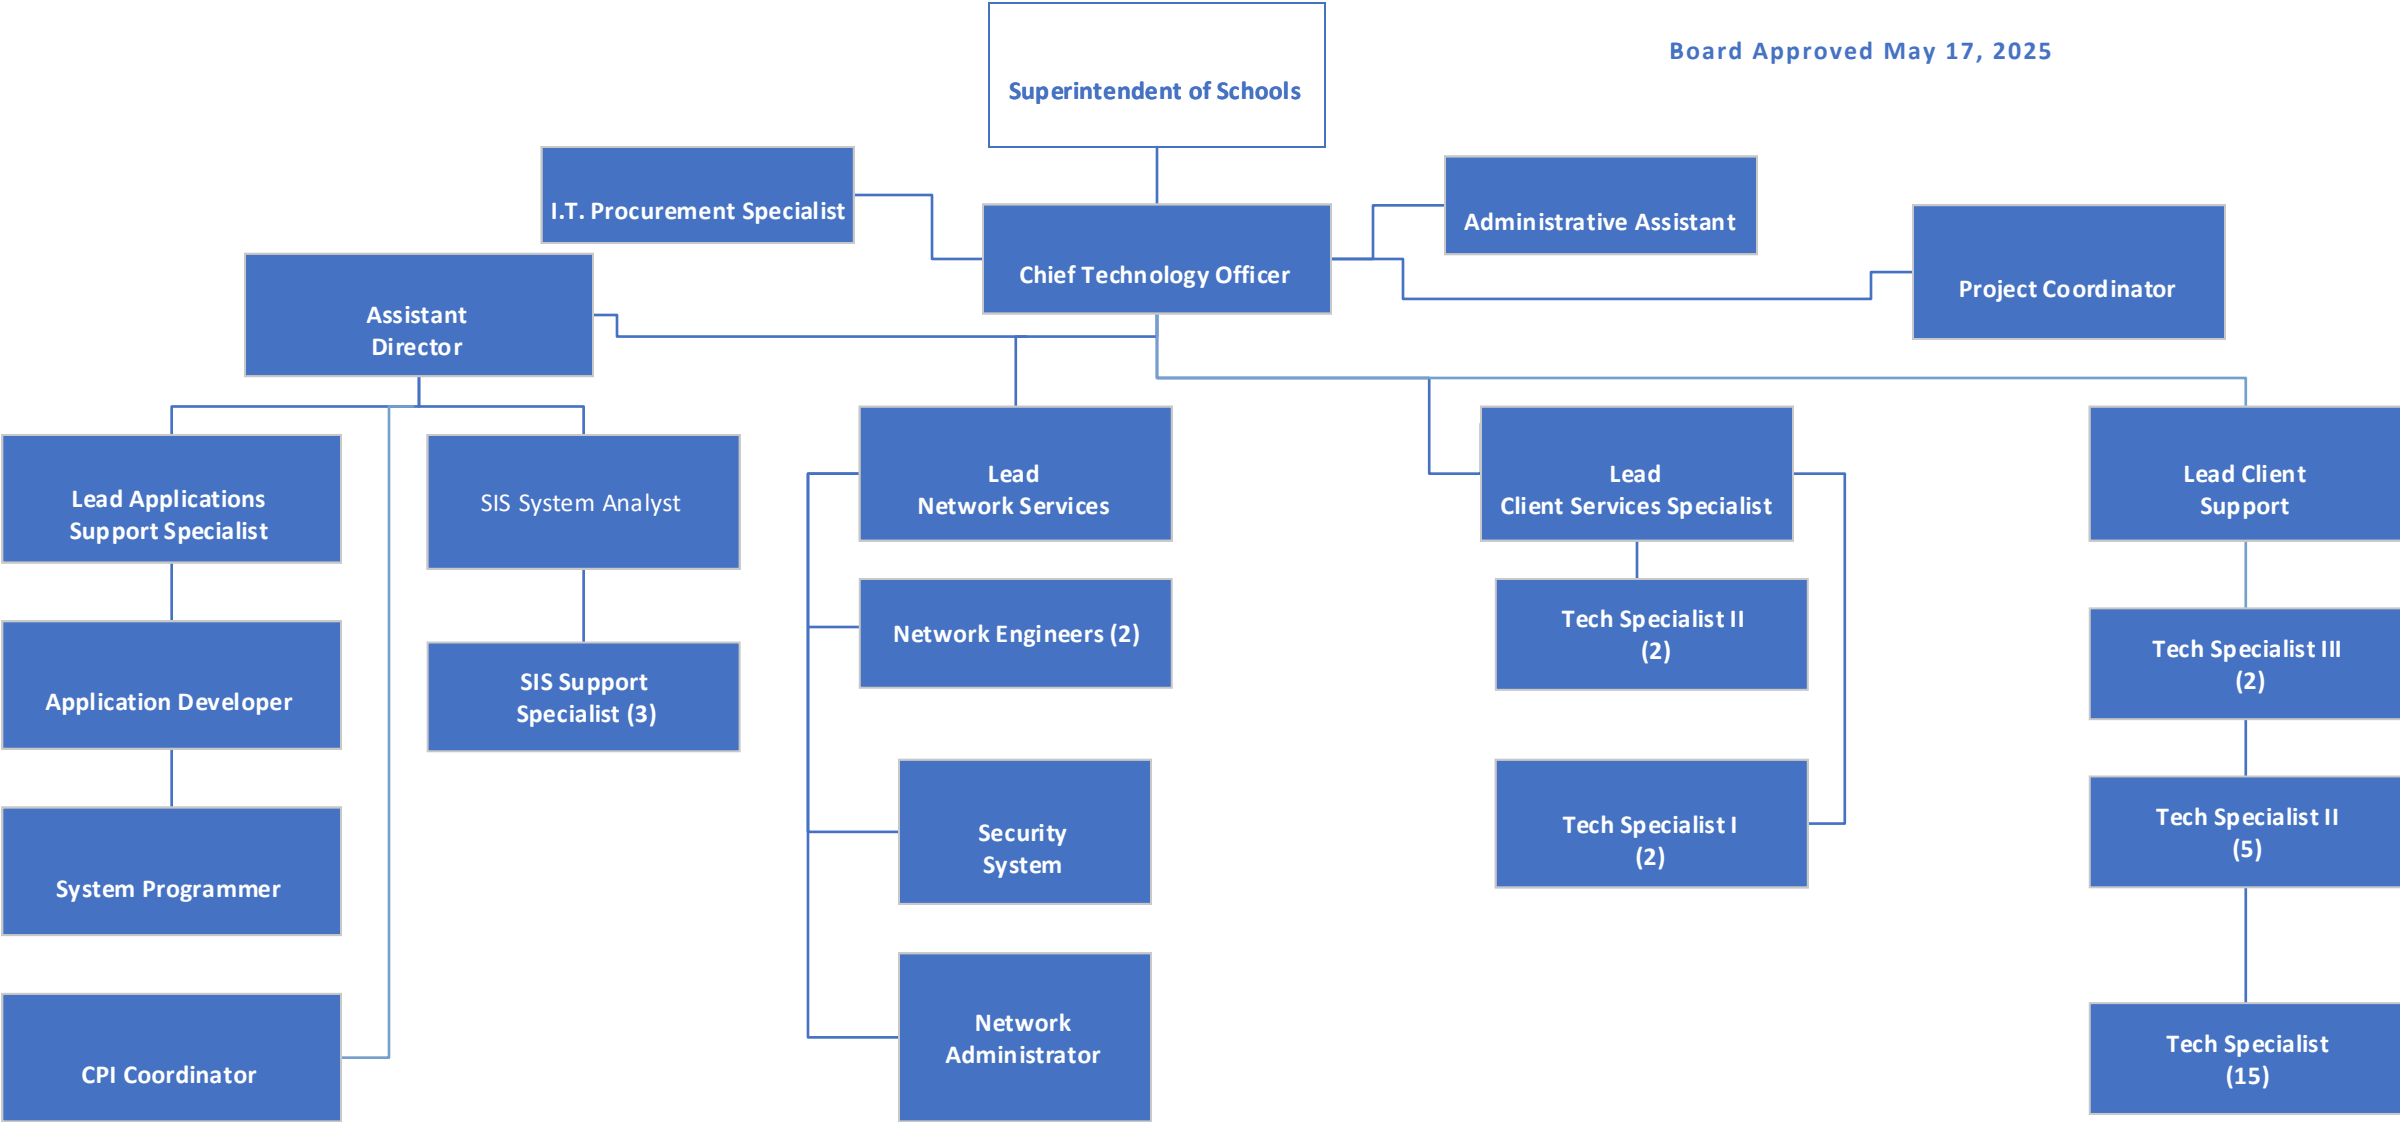 Board Approved May 17, 2025
Superintendent of Schools
I.T. Procurement Specialist
Administrative Assistant
Chief Technology Officer
Project Coordinator
Assistant
Director
Lead Applications
Support Specialist
SIS System Analyst
Lead
Network Services
Lead
Client Services Specialist
Lead Client
Support
Application Developer
SIS Support
Specialist (3)
Network Engineers (2)
Tech Specialist II
(2)
Tech Specialist III
(2)
System Programmer
Security
System
Tech Specialist I
(2)
Tech Specialist II
(5)
CPI Coordinator
Network
Administrator
Tech Specialist
(15)